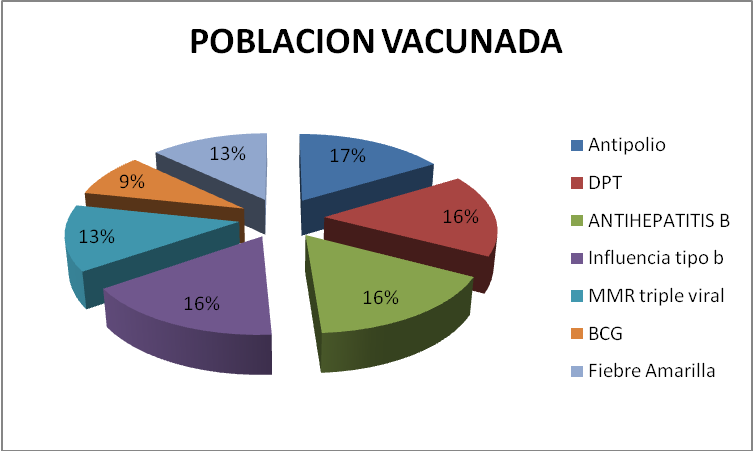 POBLACION VACUNADA
13%
17%
9%
16%
13%
16%
16%
Antipolio
DPT
ANTIHEPATITIS B
Influencia tipo b
MMR triple viral
BCG
Fiebre Amarilla